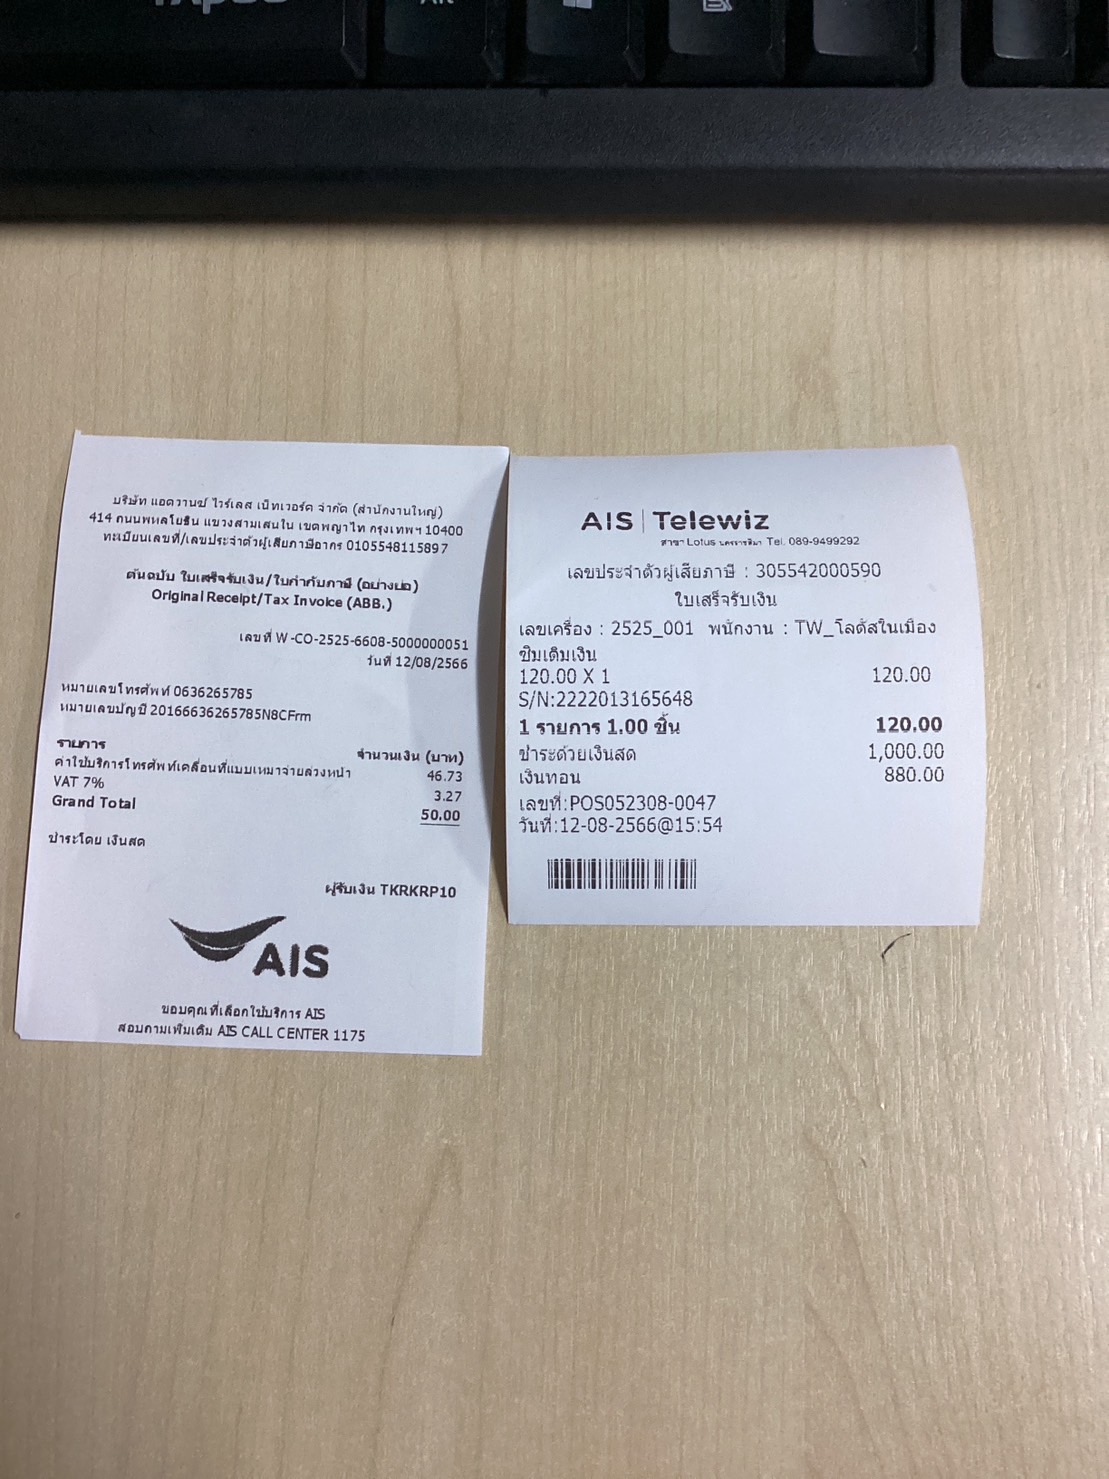 Alt
บริษัท แอดวานซ์ ไวร์เลส เน็ทเวอร์ค จำกัด (สำนักงานใหญ่)
414 ถนนพหลโยธิน แขวงสามเสนใน เขตพญาไท กรุงเทพฯ 10400
ทะเบียนเลขที่/เลขประจำตัวผู้เสียภาษีอากร 0105548115897
ต้นฉบับ ใบเสร็จรับเงิน/ใบกำกับภาษี (อย่างย่อ)
Original Receipt/Tax Invoice (ABB.)
เลขที่ W-CO-2525-6608-5000000051
วันที่ 12/08/2566
หมายเลขโทรศัพท์ 0636265785
หมายเลขบัญชี 20166636265785N8CFrm
รายการ จำนวนเงิน (บาท)
ค่าใช้บริการโทรศัพท์เคลื่อนที่แบบเหมาจ่ายล่วงหน้า 46.73
VAT 7% 3.27
Grand Total 50.00
ชำระโดย เงินสด
ผู้รับเงิน TKRKRP10
AIS
ขอบคุณที่เลือกใช้บริการ AIS
สอบถามเพิ่มเติม AIS CALL CENTER 1175
AIS | Telewiz
สาขา Lotus นครราชสีมา Tel. 089-9499292
เลขประจำตัวผู้เสียภาษี : 305542000590
ใบเสร็จรับเงิน
เลขเครื่อง : 2525_001 พนักงาน : TW_โลตัสในเมือง
ซิมเติมเงิน
120.00 X 1 120.00
S/N:2222013165648
1 รายการ 1.00 ชิ้น 120.00
ชำระด้วยเงินสด 1,000.00
เงินทอน 880.00
เลขที่:POS052308-0047
วันที่:12-08-2566@15:54